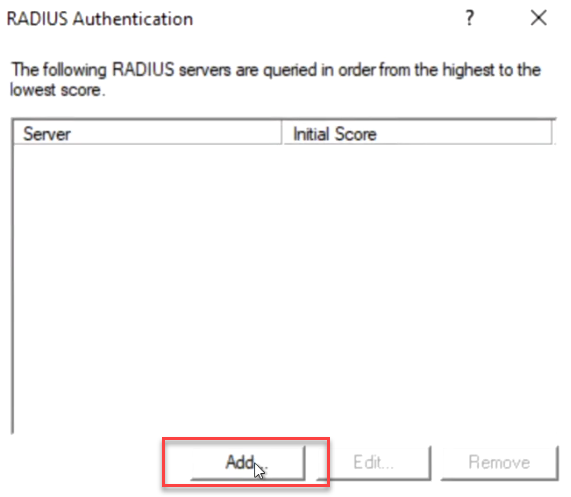 RADIUS Authentication ?
The following RADIUS servers are queried in order from the highest to the
lowest score.
Server Initial Score
Add... Edit... Remove